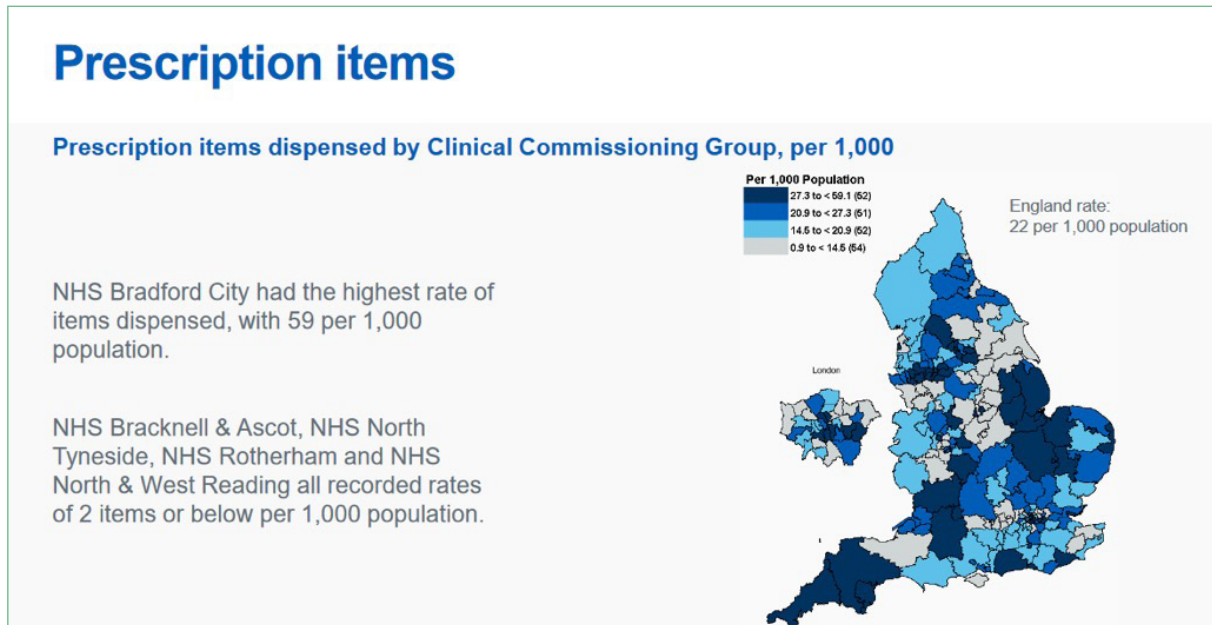 Prescription items
Prescription items dispensed by Clinical Commissioning Group, per 1,000
NHS Bradford City had the highest rate of
items dispensed, with 59 per 1,000
population.
NHS Bracknell & Ascot, NHS North
Tyneside, NHS Rotherham and NHS
North & West Reading all recorded rates
of 2 items or below per 1,000 population.
Per 1,000 Population
27.3 to < 59.1 (52)
20.9 to < 27.3 (51)
14.5 to < 20.9 (52)
0.9 to < 14.5 (54)
England rate:
22 per 1,000 population
London